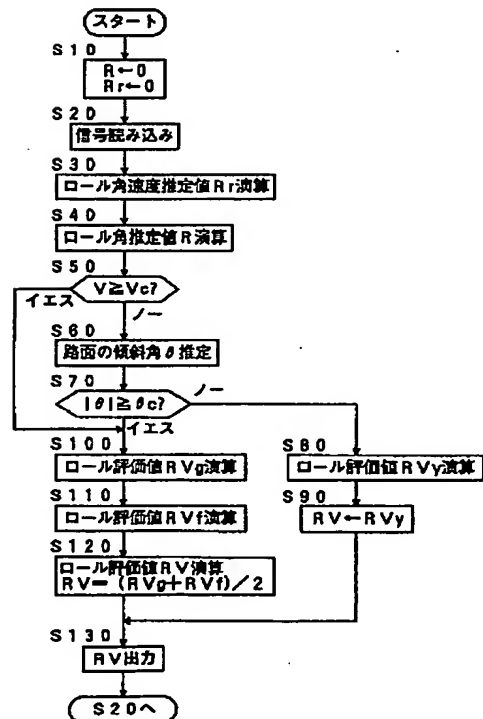 スタート
S10
R←0
Rr←0
S20
信号読み込み
S30
ロール角速度推定値Rr演算
S40
ロール角推定値R演算
S50
V≧Vc?
イエス
ノー
S60
路面の傾斜角θ推定
S70
|θ|≧θc?
ノー
イエス
S100
ロール評価値RVg演算
S80
ロール評価値RVy演算
S110
ロール評価値RVf演算
S90
RV←RVy
S120
ロール評価値RV演算
RV=(RVg+RVf)/2
S130
RV出力
S20へ